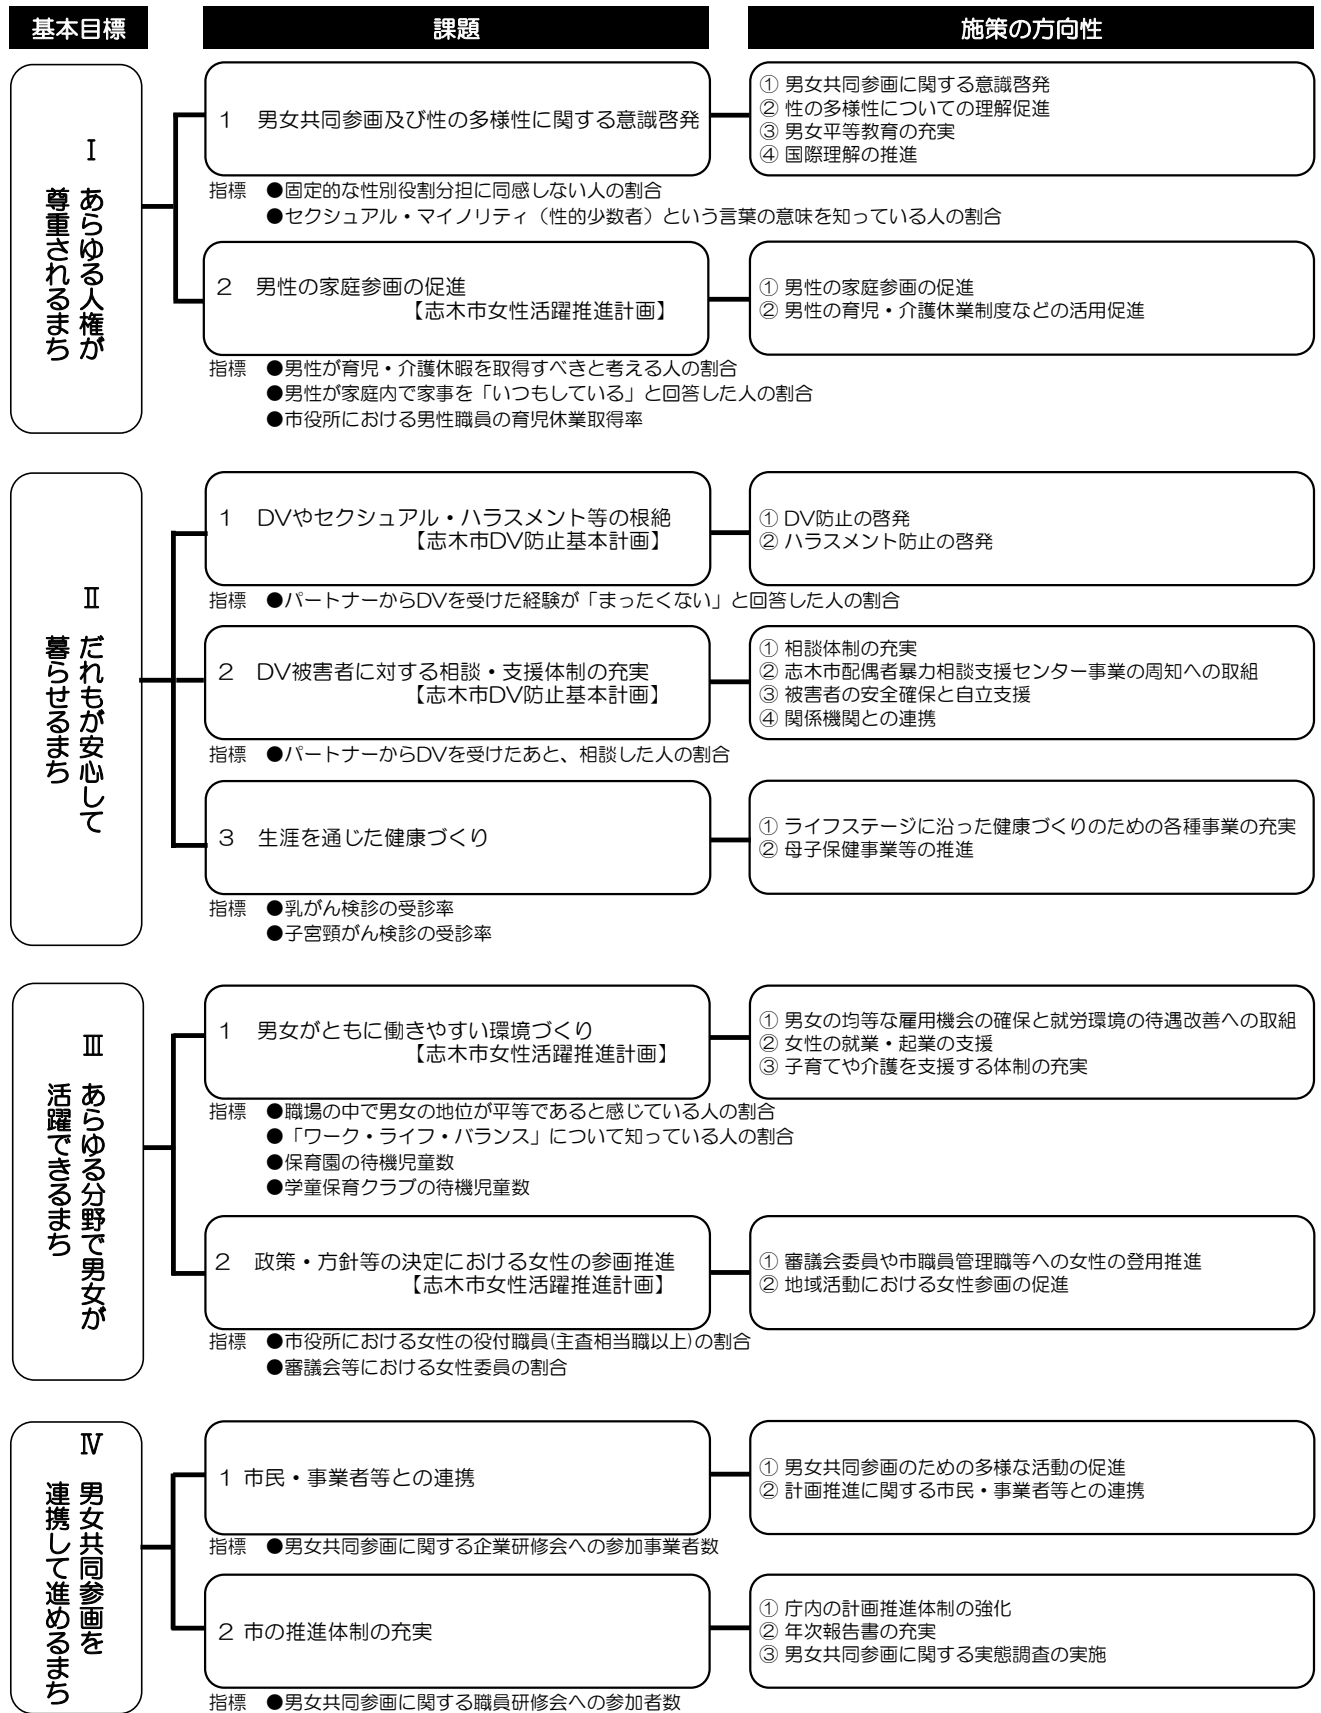 基本目標
課題
施策の方向性
Ⅰ あらゆる人権が
尊重されるまち
1 男女共同参画及び性の多様性に関する意識啓発
① 男女共同参画に関する意識啓発
② 性の多様性についての理解促進
③ 男女平等教育の充実
④ 国際理解の推進
指標 ●固定的な性別役割分担に同感しない人の割合
●セクシュアル・マイノリティ（性的少数者）という言葉の意味を知っている人の割合
2 男性の家庭参画の促進
【志木市女性活躍推進計画】
① 男性の家庭参画の促進
② 男性の育児・介護休業制度などの活用促進
指標 ●男性が育児・介護休暇を取得すべきと考える人の割合
●男性が家庭内で家事を「いつもしている」と回答した人の割合
●市役所における男性職員の育児休業取得率
Ⅱ だれもが安心して
暮らせるまち
1 DVやセクシュアル・ハラスメント等の根絶
【志木市DV防止基本計画】
① DV防止の啓発
② ハラスメント防止の啓発
指標 ●パートナーからDVを受けた経験が「まったくない」と回答した人の割合
2 DV被害者に対する相談・支援体制の充実
【志木市DV防止基本計画】
① 相談体制の充実
② 志木市配偶者暴力相談支援センター事業の周知への取組
③ 被害者の安全確保と自立支援
④ 関係機関との連携
指標 ●パートナーからDVを受けたあと、相談した人の割合
3 生涯を通じた健康づくり
① ライフステージに沿った健康づくりのための各種事業の充実
② 母子保健事業等の推進
指標 ●乳がん検診の受診率
●子宮頸がん検診の受診率
Ⅲ あらゆる分野で男女が
活躍できるまち
1 男女がともに働きやすい環境づくり
【志木市女性活躍推進計画】
① 男女の均等な雇用機会の確保と就労環境の待遇改善への取組
② 女性の就業・起業の支援
③ 子育てや介護を支援する体制の充実
指標 ●職場の中で男女の地位が平等であると感じている人の割合
●「ワーク・ライフ・バランス」について知っている人の割合
●保育園の待機児童数
●学童保育クラブの待機児童数
2 政策・方針等の決定における女性の参画推進
【志木市女性活躍推進計画】
① 審議会委員や市職員管理職等への女性の登用推進
② 地域活動における女性参画の促進
指標 ●市役所における女性の役付職員(主査相当職以上)の割合
●審議会等における女性委員の割合
Ⅳ 男女共同参画を
連携して進めるまち
1 市民・事業者等との連携
① 男女共同参画のための多様な活動の促進
② 計画推進に関する市民・事業者等との連携
指標 ●男女共同参画に関する企業研修会への参加事業者数
2 市の推進体制の充実
① 庁内の計画推進体制の強化
② 年次報告書の充実
③ 男女共同参画に関する実態調査の実施
指標 ●男女共同参画に関する職員研修会への参加者数